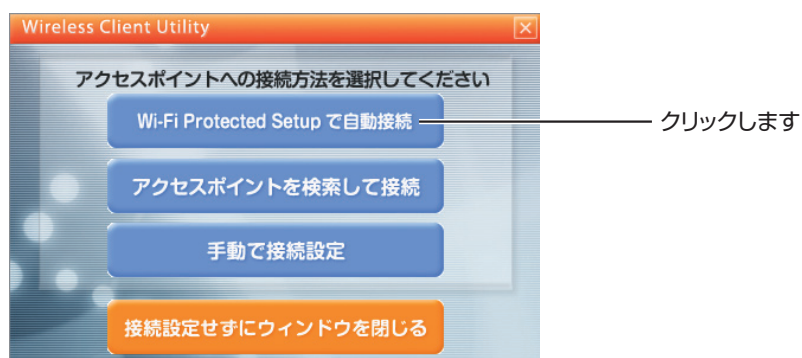 Wireless Client Utility
アクセスポイントへの接続方法を選択してください
Wi-Fi Protected Setup で自動接続
クリックします
アクセスポイントを検索して接続
手動で接続設定
接続設定せずにウィンドウを閉じる